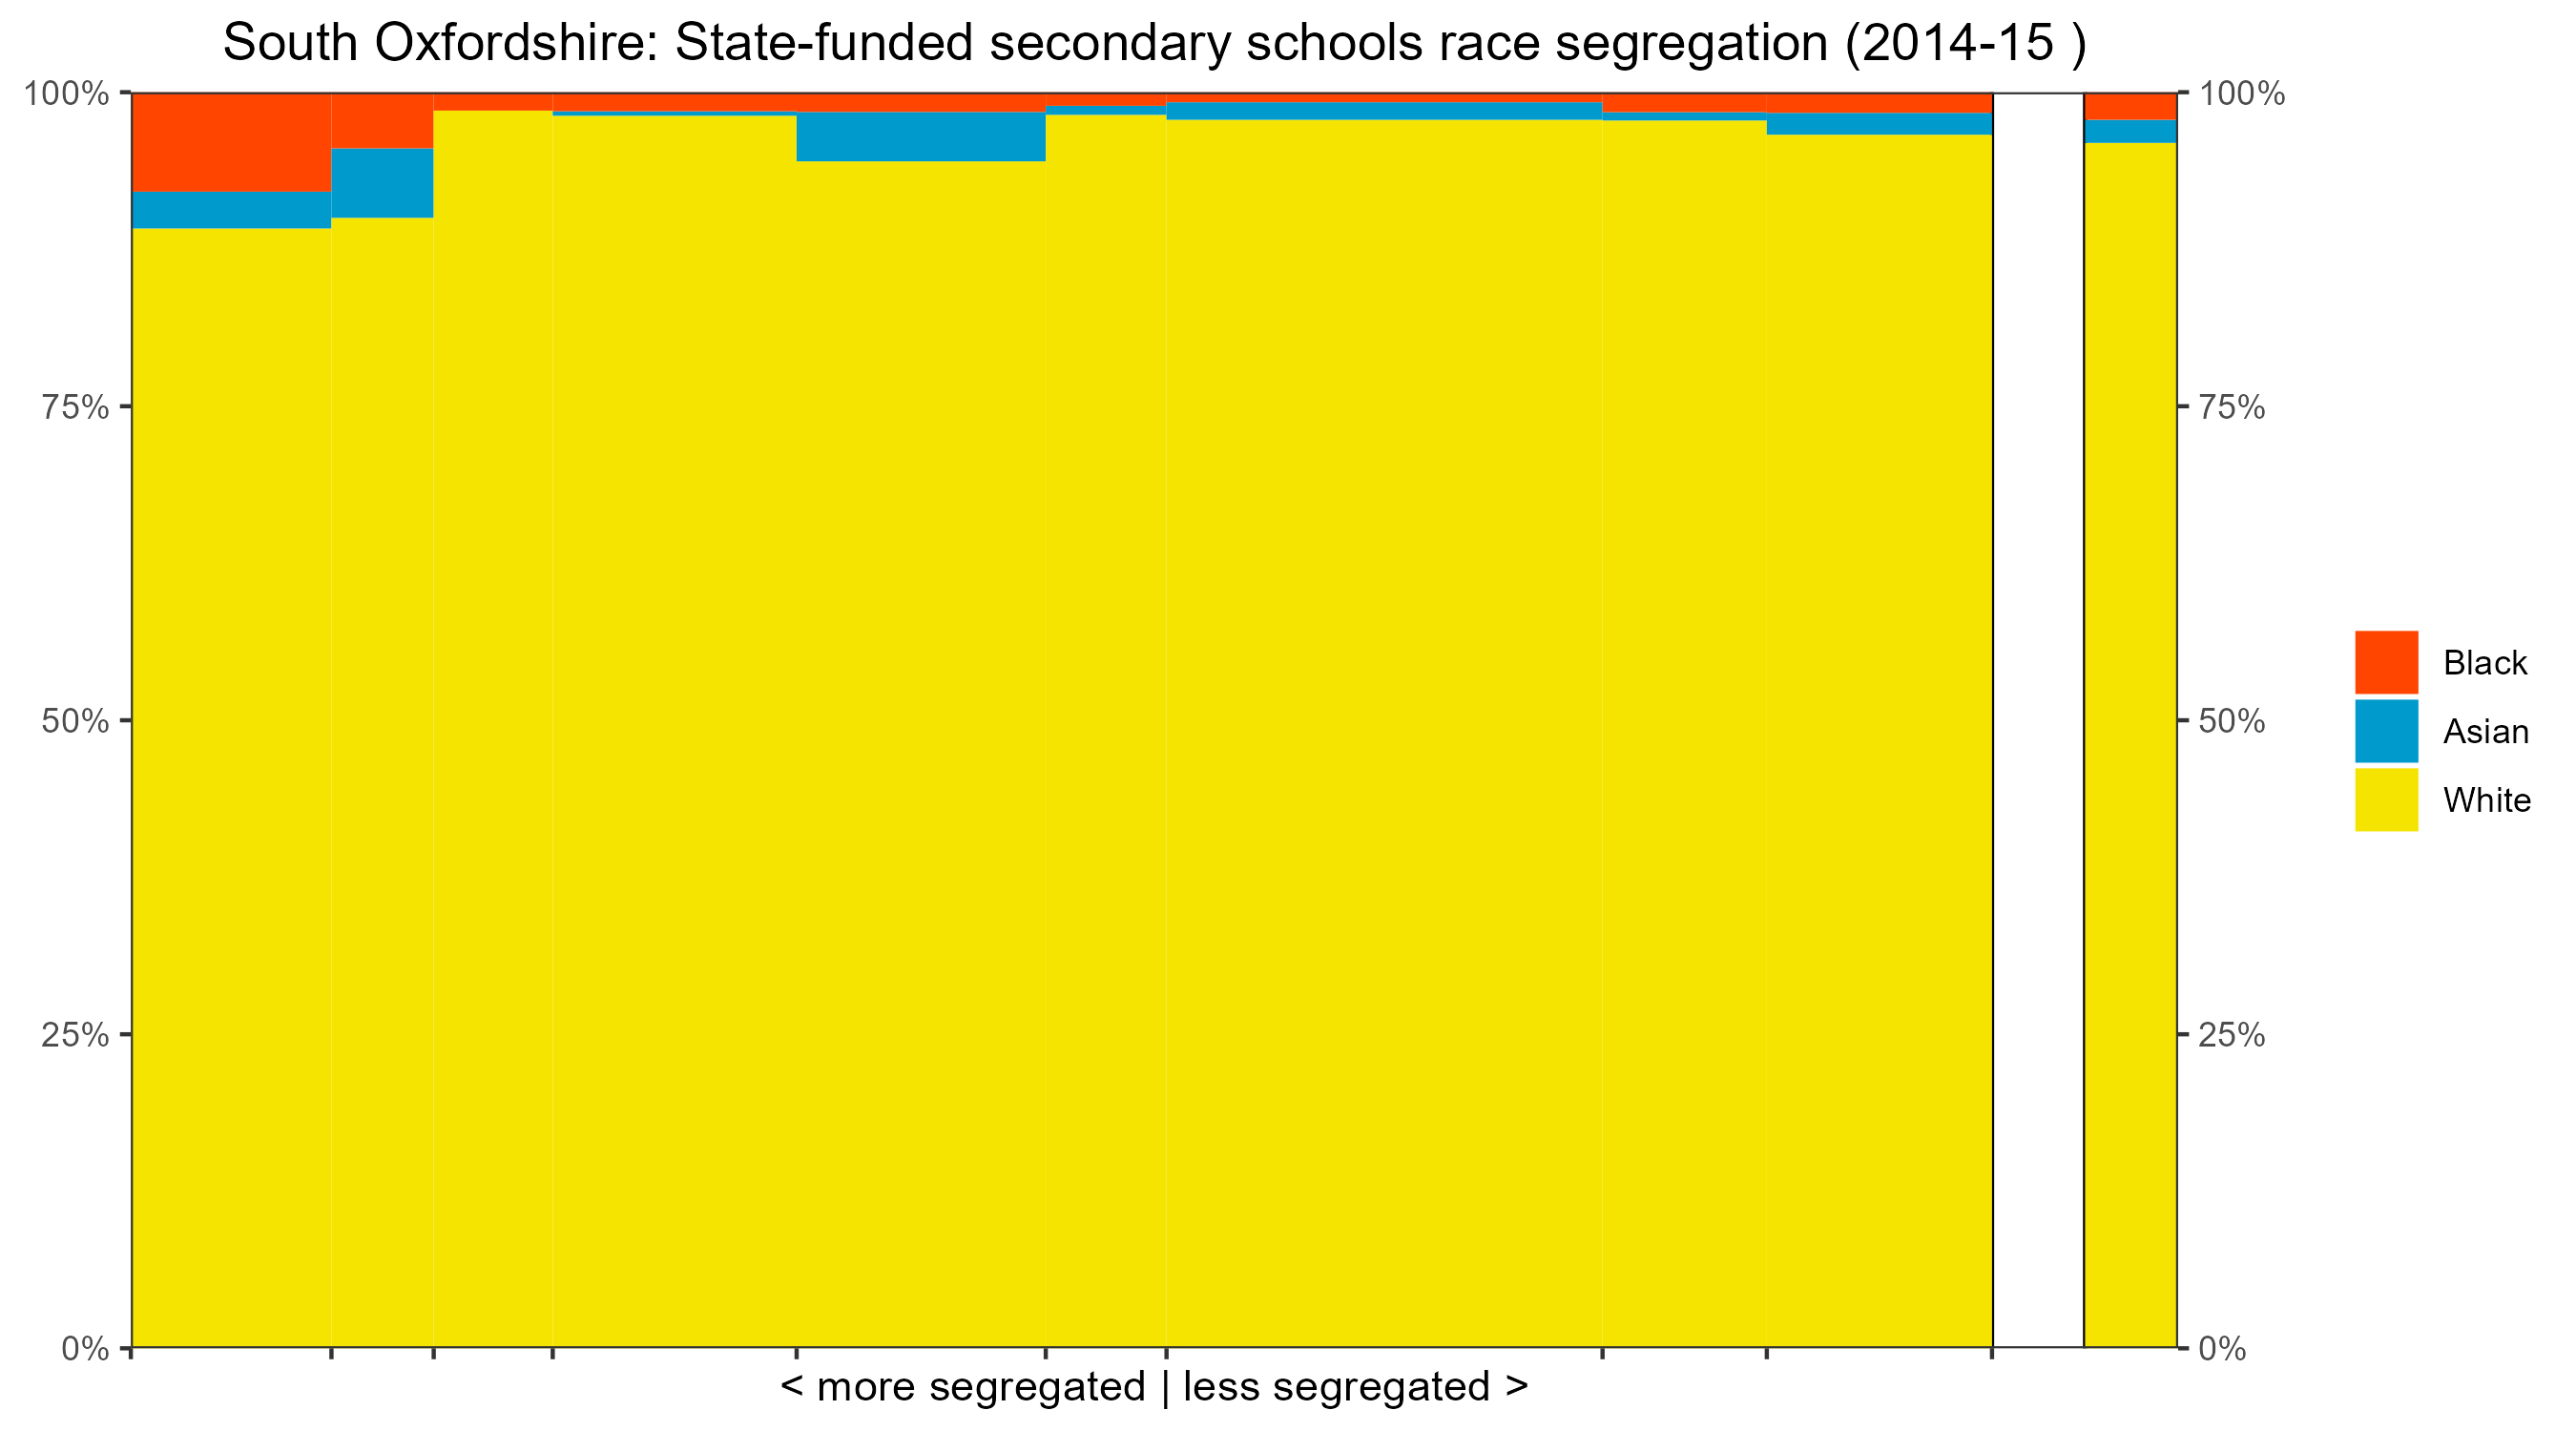 South Oxfordshire: State-funded secondary schools race segregation (2014-15 )
100%
75%
50%
25%
0%
100%
75%
50%
25%
0%
Black
Asian
White
< more segregated | less segregated >